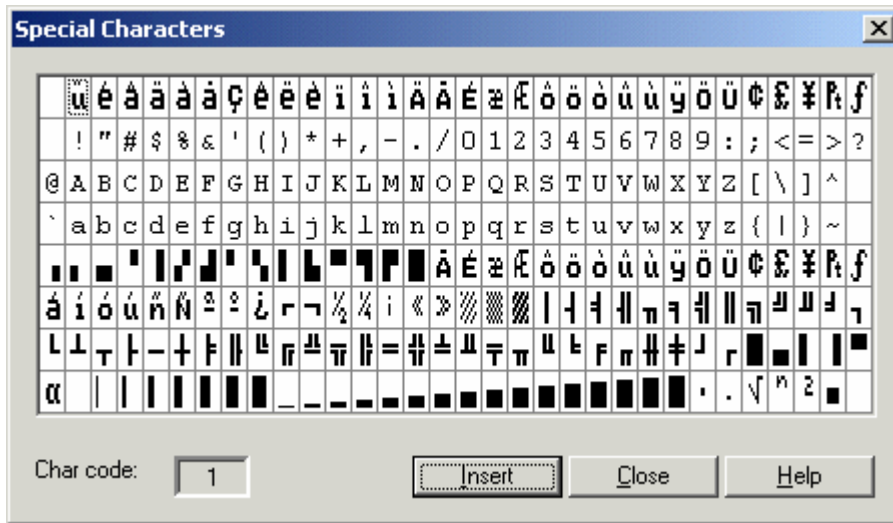 Special Characters
ü é â ä à å Ç ê ë è ï î ì Ä Å É æ Æ ô ö ò û ù ÿ Ö Ü ¢ £ ¥ ₧ ƒ
! " # $ % & ' ( ) * + , - . / 0 1 2 3 4 5 6 7 8 9 : ; < = > ?
@ A B C D E F G H I J K L M N O P Q R S T U V W X Y Z [ \ ] ^
` a b c d e f g h i j k l m n o p q r s t u v w x y z { | } ~
▖ ▗ ▄ ▘ ▌ ▞ ▟ ▝ ▚ ▐ ▙ ▀ ▜ ▛ █ Å É æ Æ ô ö ò û ù ÿ Ö Ü ¢ £ ¥ ₧ ƒ
á í ó ú ñ Ñ ª º ¿ ⌐ ¬ ½ ¼ ¡ « » ░ ▒ ▓ │ ┤ ╡ ╢ ╖ ╕ ╣ ║ ╗ ╝ ╜ ╛ ┐
└ ┴ ┬ ├ ─ ┼ ╞ ╟ ╚ ╔ ╩ ╦ ╠ ═ ╬ ╧ ╨ ╤ ╥ ╙ ╘ ╒ ╓ ╫ ╪ ┘ ┌ █ ▄ ▌ ▐ ▀
α · . √ ⁿ ² ■
Char code: 1 Insert Close Help